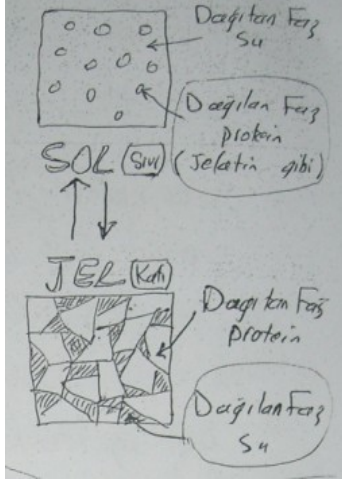 Dağıtan Faz
Su
Dağılan Faz
protein
(Jelatin gibi)
SOL (Sıvı)
JEL (Katı)
Dağıtan Faz
protein
Dağılan Faz
Su